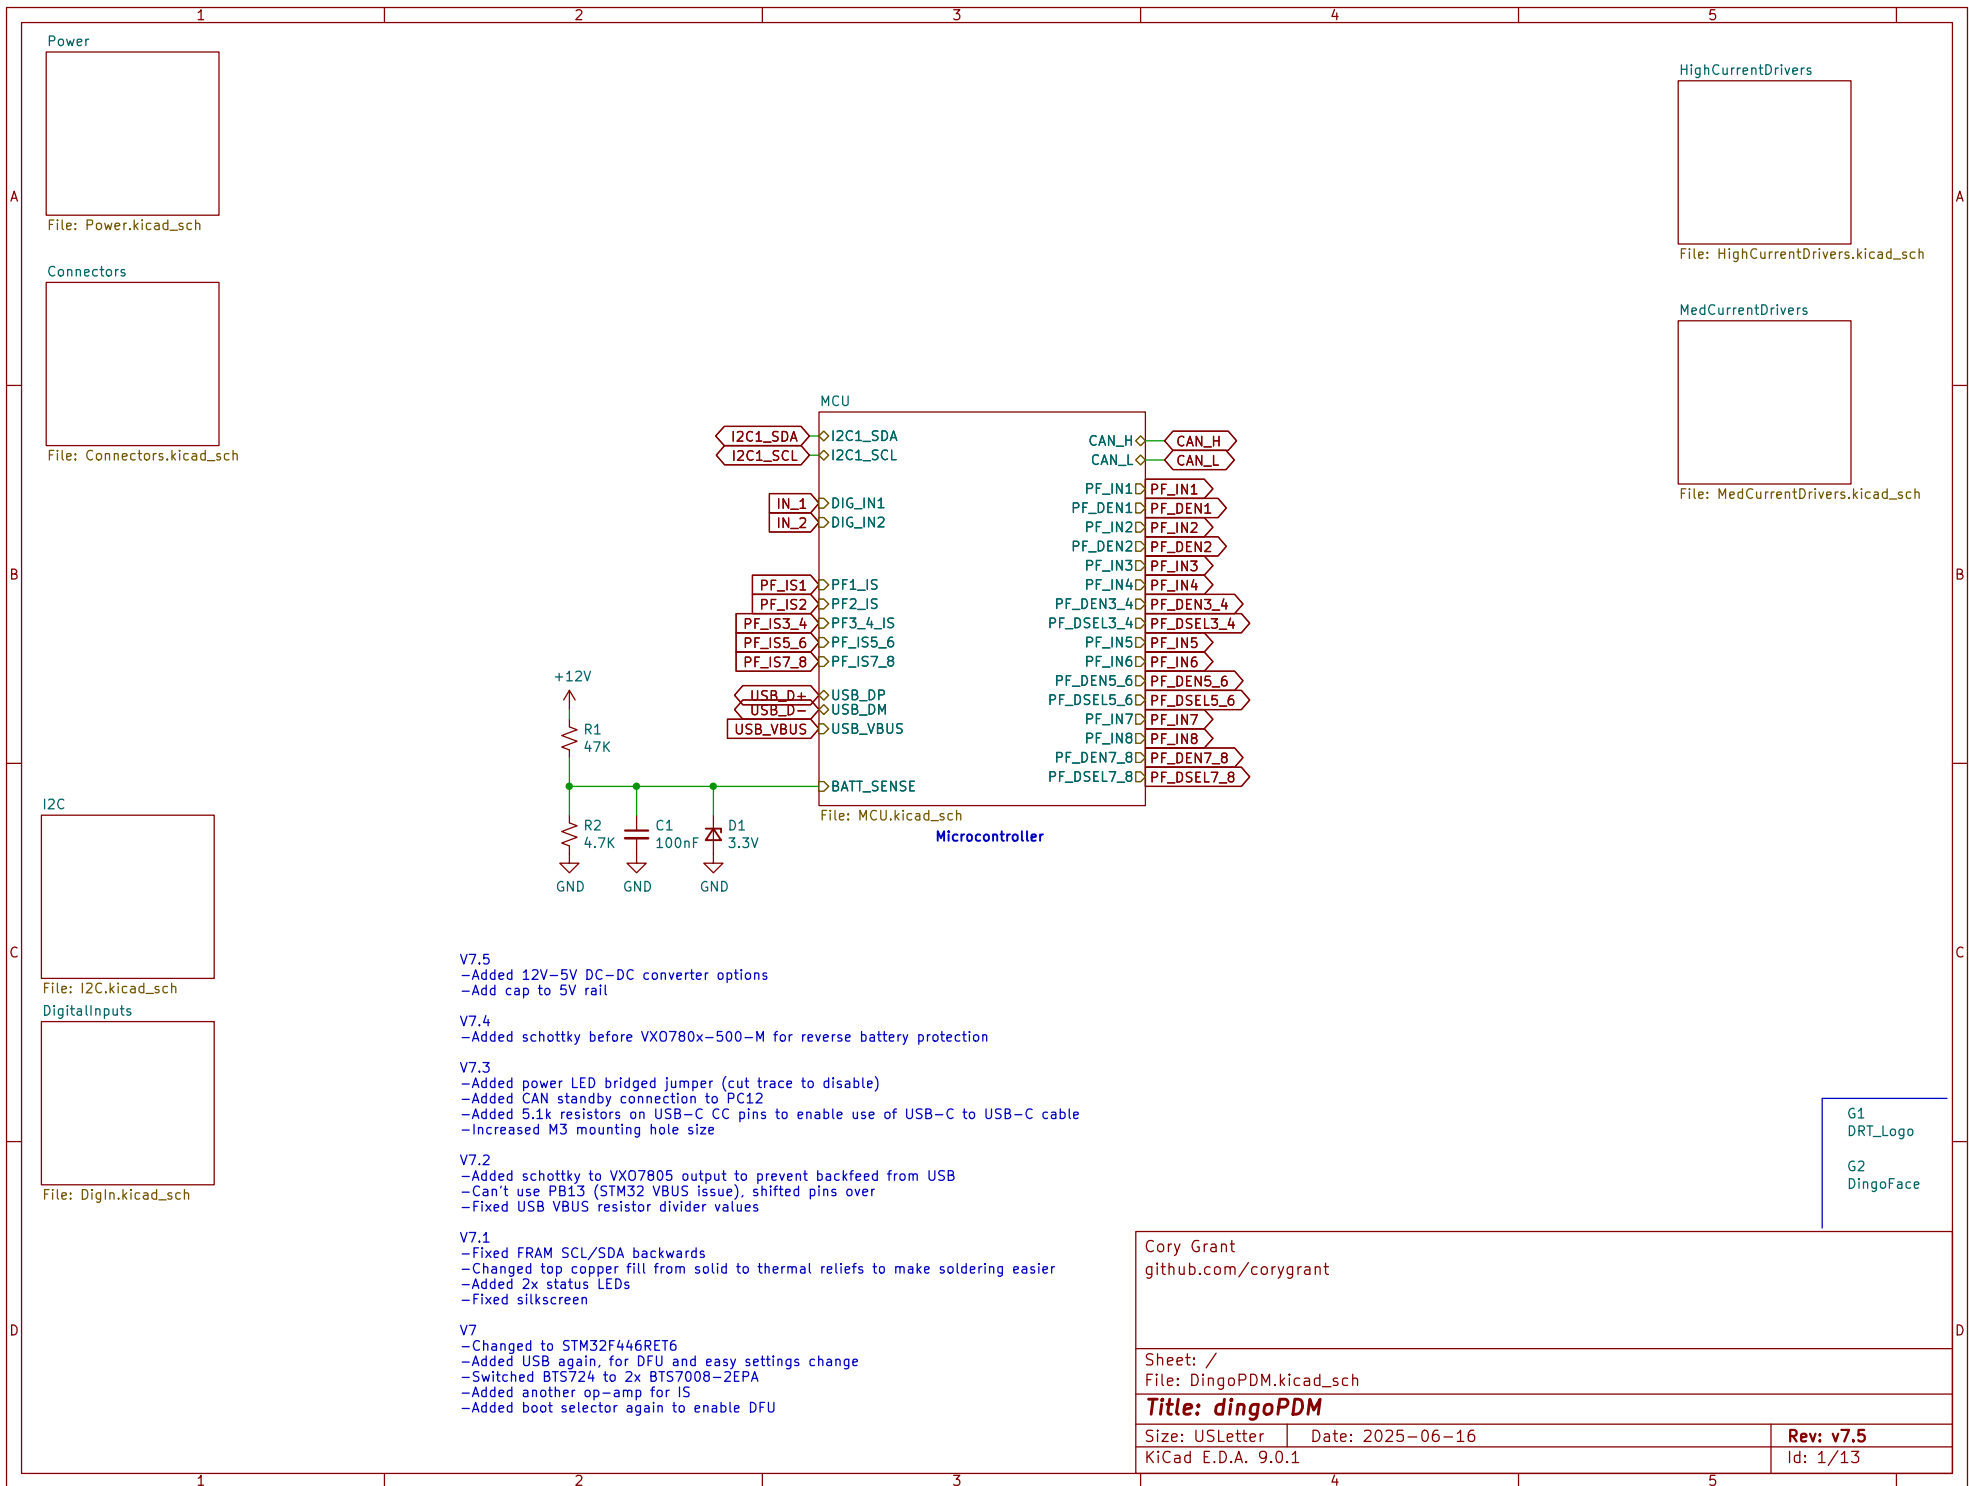 1 2 3 4 5
A
B
C
D
A
B
C
D
1 2 3 4 5
Power
File: Power.kicad_sch
Connectors
File: Connectors.kicad_sch
I2C
File: I2C.kicad_sch
DigitalInputs
File: DigIn.kicad_sch
HighCurrentDrivers
File: HighCurrentDrivers.kicad_sch
MedCurrentDrivers
File: MedCurrentDrivers.kicad_sch
MCU
I2C1_SDA I2C1_SDA
I2C1_SCL I2C1_SCL
IN_1 DIG_IN1
IN_2 DIG_IN2
PF_IS1 PF1_IS
PF_IS2 PF2_IS
PF_IS3_4 PF3_4_IS
PF_IS5_6 PF_IS5_6
PF_IS7_8 PF_IS7_8
USB_D+ USB_DP
USB_D- USB_DM
USB_VBUS USB_VBUS
BATT_SENSE
CAN_H CAN_H
CAN_L CAN_L
PF_IN1 PF_IN1
PF_DEN1 PF_DEN1
PF_IN2 PF_IN2
PF_DEN2 PF_DEN2
PF_IN3 PF_IN3
PF_IN4 PF_IN4
PF_DEN3_4 PF_DEN3_4
PF_DSEL3_4 PF_DSEL3_4
PF_IN5 PF_IN5
PF_IN6 PF_IN6
PF_DEN5_6 PF_DEN5_6
PF_DSEL5_6 PF_DSEL5_6
PF_IN7 PF_IN7
PF_IN8 PF_IN8
PF_DEN7_8 PF_DEN7_8
PF_DSEL7_8 PF_DSEL7_8
File: MCU.kicad_sch
Microcontroller
+12V
R1
47K
R2
4.7K
C1
100nF
D1
3.3V
GND GND GND
V7.5
-Added 12V-5V DC-DC converter options
-Add cap to 5V rail
V7.4
-Added schottky before VXO780x-500-M for reverse battery protection
V7.3
-Added power LED bridged jumper (cut trace to disable)
-Added CAN standby connection to PC12
-Added 5.1k resistors on USB-C CC pins to enable use of USB-C to USB-C cable
-Increased M3 mounting hole size
V7.2
-Added schottky to VXO7805 output to prevent backfeed from USB
-Can't use PB13 (STM32 VBUS issue), shifted pins over
-Fixed USB VBUS resistor divider values
V7.1
-Fixed FRAM SCL/SDA backwards
-Changed top copper fill from solid to thermal reliefs to make soldering easier
-Added 2x status LEDs
-Fixed silkscreen
V7
-Changed to STM32F446RET6
-Added USB again, for DFU and easy settings change
-Switched BTS724 to 2x BTS7008-2EPA
-Added another op-amp for IS
-Added boot selector again to enable DFU
G1
DRT_Logo
G2
DingoFace
Cory Grant
github.com/corygrant
Sheet: /
File: DingoPDM.kicad_sch
Title: dingoPDM
Size: USLetter Date: 2025-06-16 Rev: v7.5
KiCad E.D.A. 9.0.1 Id: 1/13